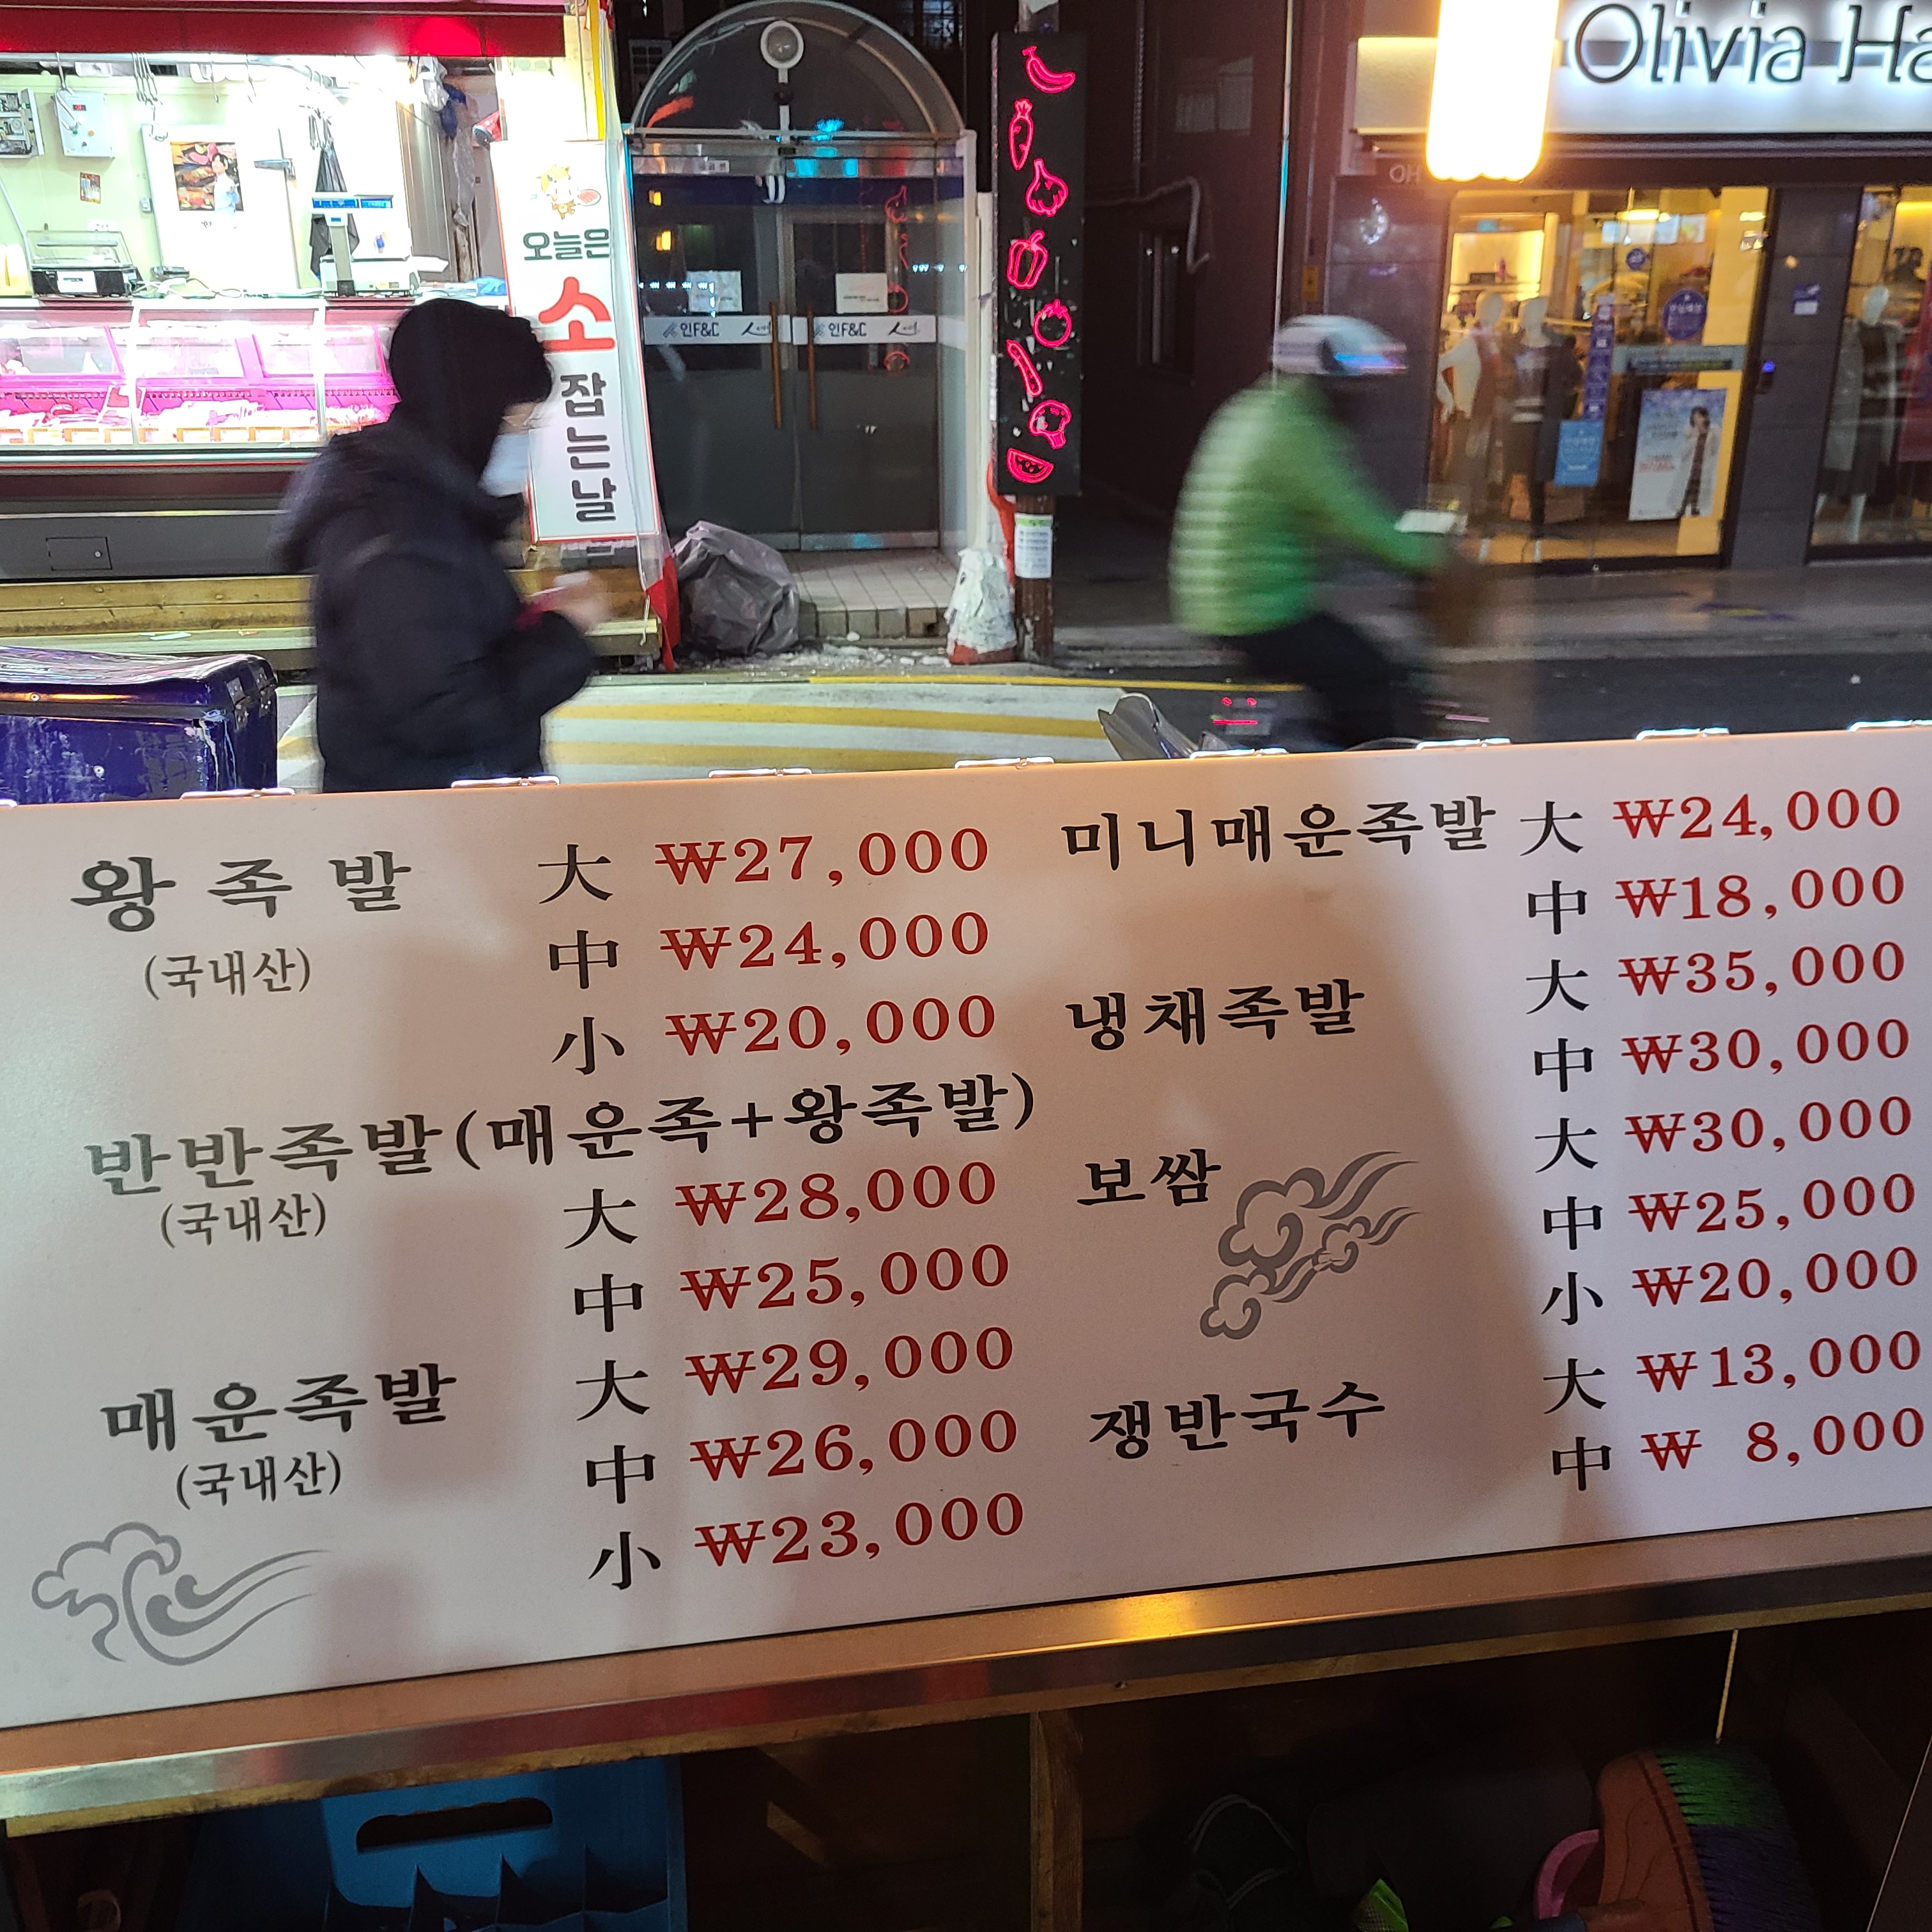 Olivia Ha
오늘은
소
잡
는
날
인F&C
인F&C
왕족발 大 ₩27,000
中 ₩24,000
(국내산)
小 ₩20,000
반반족발(매운족+왕족발)
(국내산)
大 ₩28,000
中 ₩25,000
매운족발 大 ₩29,000
(국내산)
中 ₩26,000
小 ₩23,000
미니매운족발 大 ₩24,000
中 ₩18,000
냉채족발 大 ₩35,000
中 ₩30,000
보쌈 大 ₩30,000
中 ₩25,000
小 ₩20,000
쟁반국수 大 ₩13,000
中 ₩ 8,000